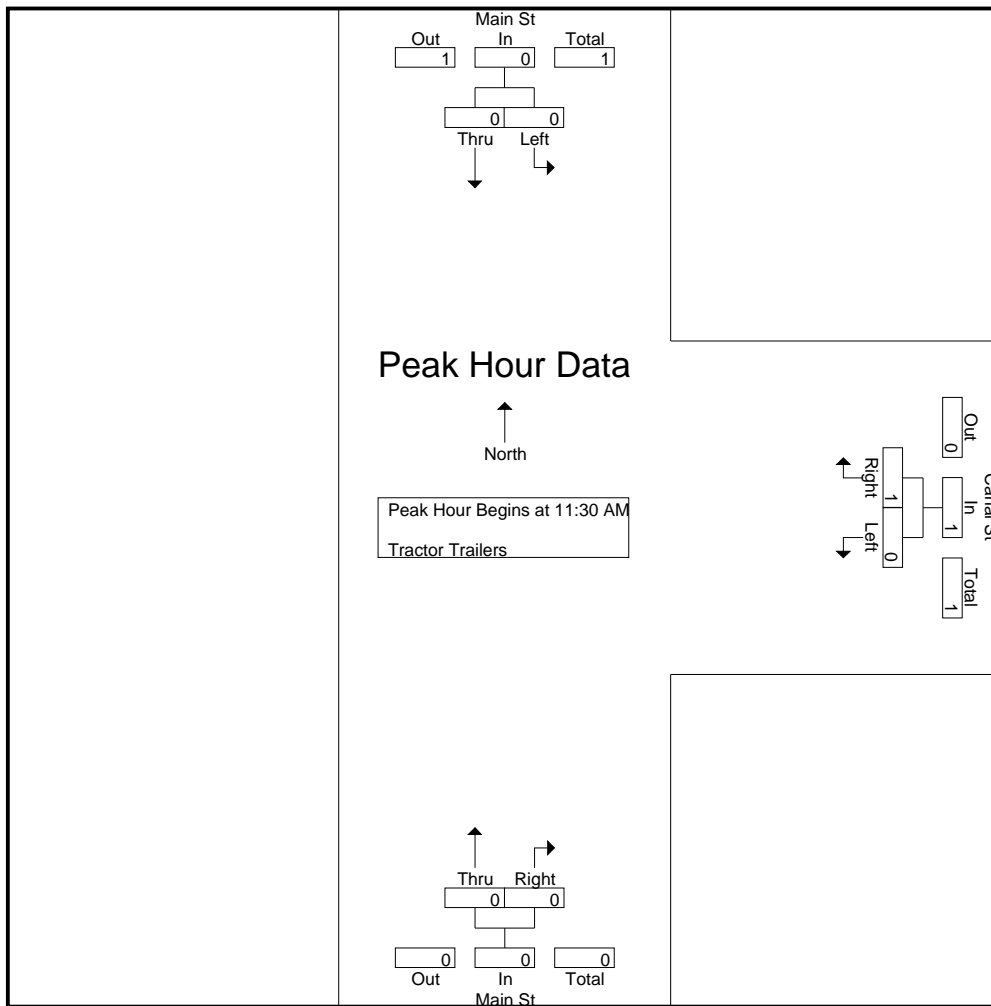 Main St
Out In Total
1 0 1
0 0
Thru Left
Peak Hour Data
North
Peak Hour Begins at 11:30 AM
Tractor Trailers
Canal St
Out In Total
0 1 1
1 0
Right Left
Thru Right
0 0
0 0 0
Out In Total
Main St